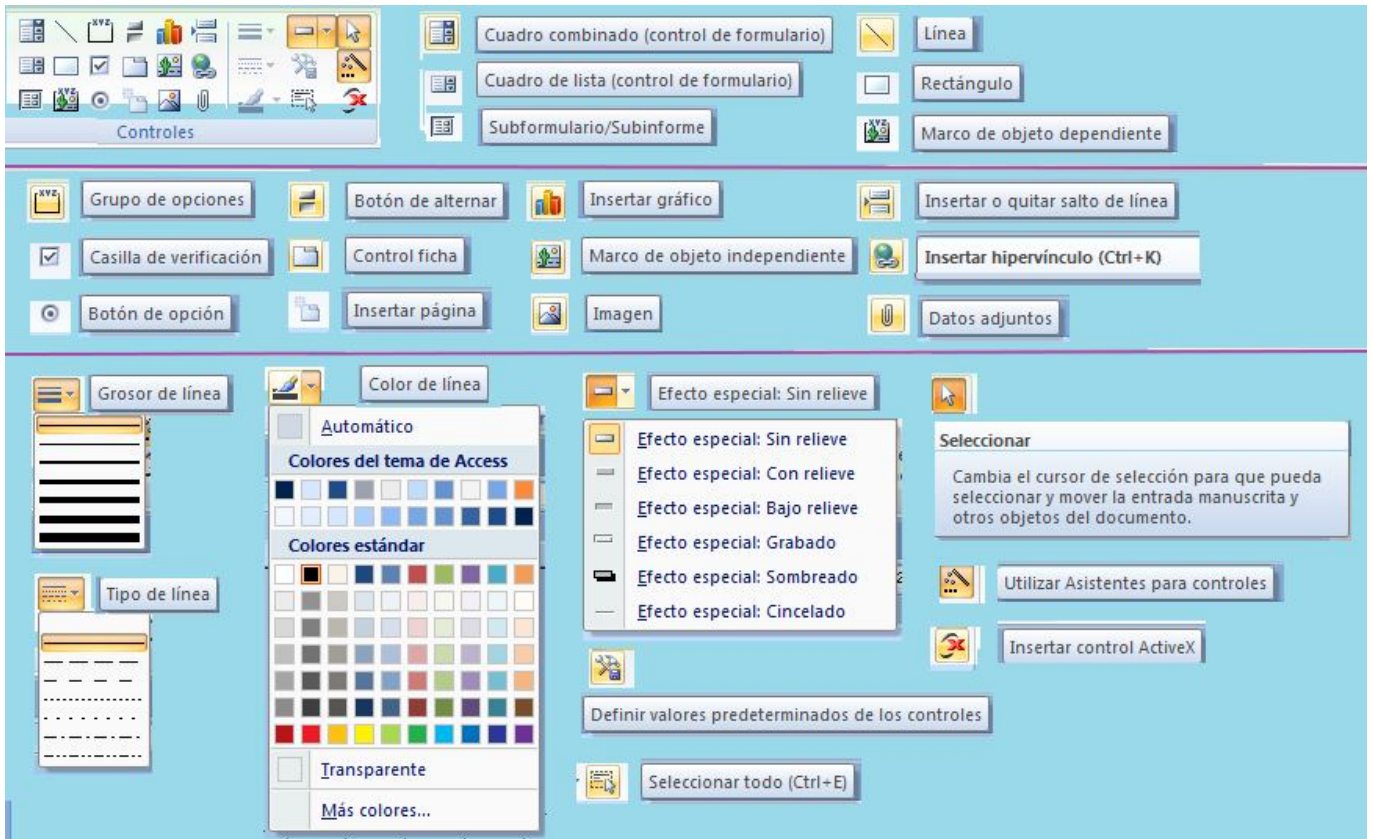 Controles
Cuadro combinado (control de formulario)
Cuadro de lista (control de formulario)
Subformulario/Subinforme
Línea
Rectángulo
Marco de objeto dependiente
Grupo de opciones
Botón de alternar
Insertar gráfico
Insertar o quitar salto de línea
Casilla de verificación
Control ficha
Marco de objeto independiente
Insertar hipervínculo (Ctrl+K)
Botón de opción
Insertar página
Imagen
Datos adjuntos
Grosor de línea
Tipo de línea
Color de línea
Automático
Colores del tema de Access
Colores estándar
Transparente
Más colores...
Efecto especial: Sin relieve
Efecto especial: Sin relieve
Efecto especial: Con relieve
Efecto especial: Bajo relieve
Efecto especial: Grabado
Efecto especial: Sombreado
Efecto especial: Cincelado
Definir valores predeterminados de los controles
Seleccionar todo (Ctrl+E)
Seleccionar
Cambia el cursor de selección para que pueda
seleccionar y mover la entrada manuscrita y
otros objetos del documento.
Utilizar Asistentes para controles
Insertar control ActiveX